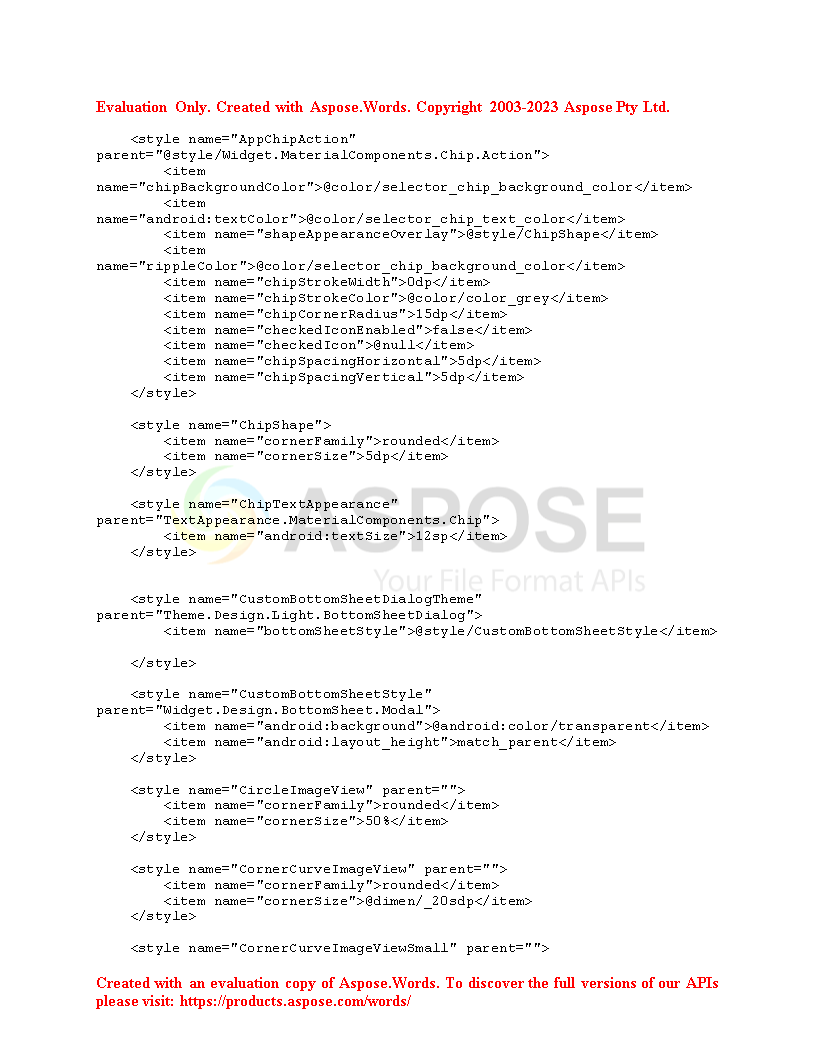 Evaluation Only. Created with Aspose.Words. Copyright 2003-2023 Aspose Pty Ltd.
    <style name="AppChipAction"
parent="@style/Widget.MaterialComponents.Chip.Action">
        <item
name="chipBackgroundColor">@color/selector_chip_background_color</item>
        <item
name="android:textColor">@color/selector_chip_text_color</item>
        <item name="shapeAppearanceOverlay">@style/ChipShape</item>
        <item
name="rippleColor">@color/selector_chip_background_color</item>
        <item name="chipStrokeWidth">0dp</item>
        <item name="chipStrokeColor">@color/color_grey</item>
        <item name="chipCornerRadius">15dp</item>
        <item name="checkedIconEnabled">false</item>
        <item name="checkedIcon">@null</item>
        <item name="chipSpacingHorizontal">5dp</item>
        <item name="chipSpacingVertical">5dp</item>
    </style>
    <style name="ChipShape">
        <item name="cornerFamily">rounded</item>
        <item name="cornerSize">5dp</item>
    </style>
    <style name="ChipTextAppearance"
parent="TextAppearance.MaterialComponents.Chip">
        <item name="android:textSize">12sp</item>
    </style>
ASPOSE
Your File Format APIs
    <style name="CustomBottomSheetDialogTheme"
parent="Theme.Design.Light.BottomSheetDialog">
        <item name="bottomSheetStyle">@style/CustomBottomSheetStyle</item>
    </style>
    <style name="CustomBottomSheetStyle"
parent="Widget.Design.BottomSheet.Modal">
        <item name="android:background">@android:color/transparent</item>
        <item name="android:layout_height">match_parent</item>
    </style>
    <style name="CircleImageView" parent="">
        <item name="cornerFamily">rounded</item>
        <item name="cornerSize">50%</item>
    </style>
    <style name="CornerCurveImageView" parent="">
        <item name="cornerFamily">rounded</item>
        <item name="cornerSize">@dimen/_20sdp</item>
    </style>
    <style name="CornerCurveImageViewSmall" parent="">
Created with an evaluation copy of Aspose.Words. To discover the full versions of our APIs
please visit: https://products.aspose.com/words/